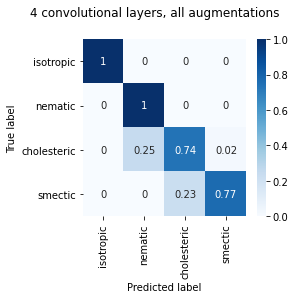 4 convolutional layers, all augmentations
True label
isotropic 1 0 0 0
nematic 0 1 0 0
cholesteric 0 0.25 0.74 0.02
smectic 0 0 0.23 0.77
isotropic
nematic
cholesteric
smectic
Predicted label
1.0
0.8
0.6
0.4
0.2
0.0